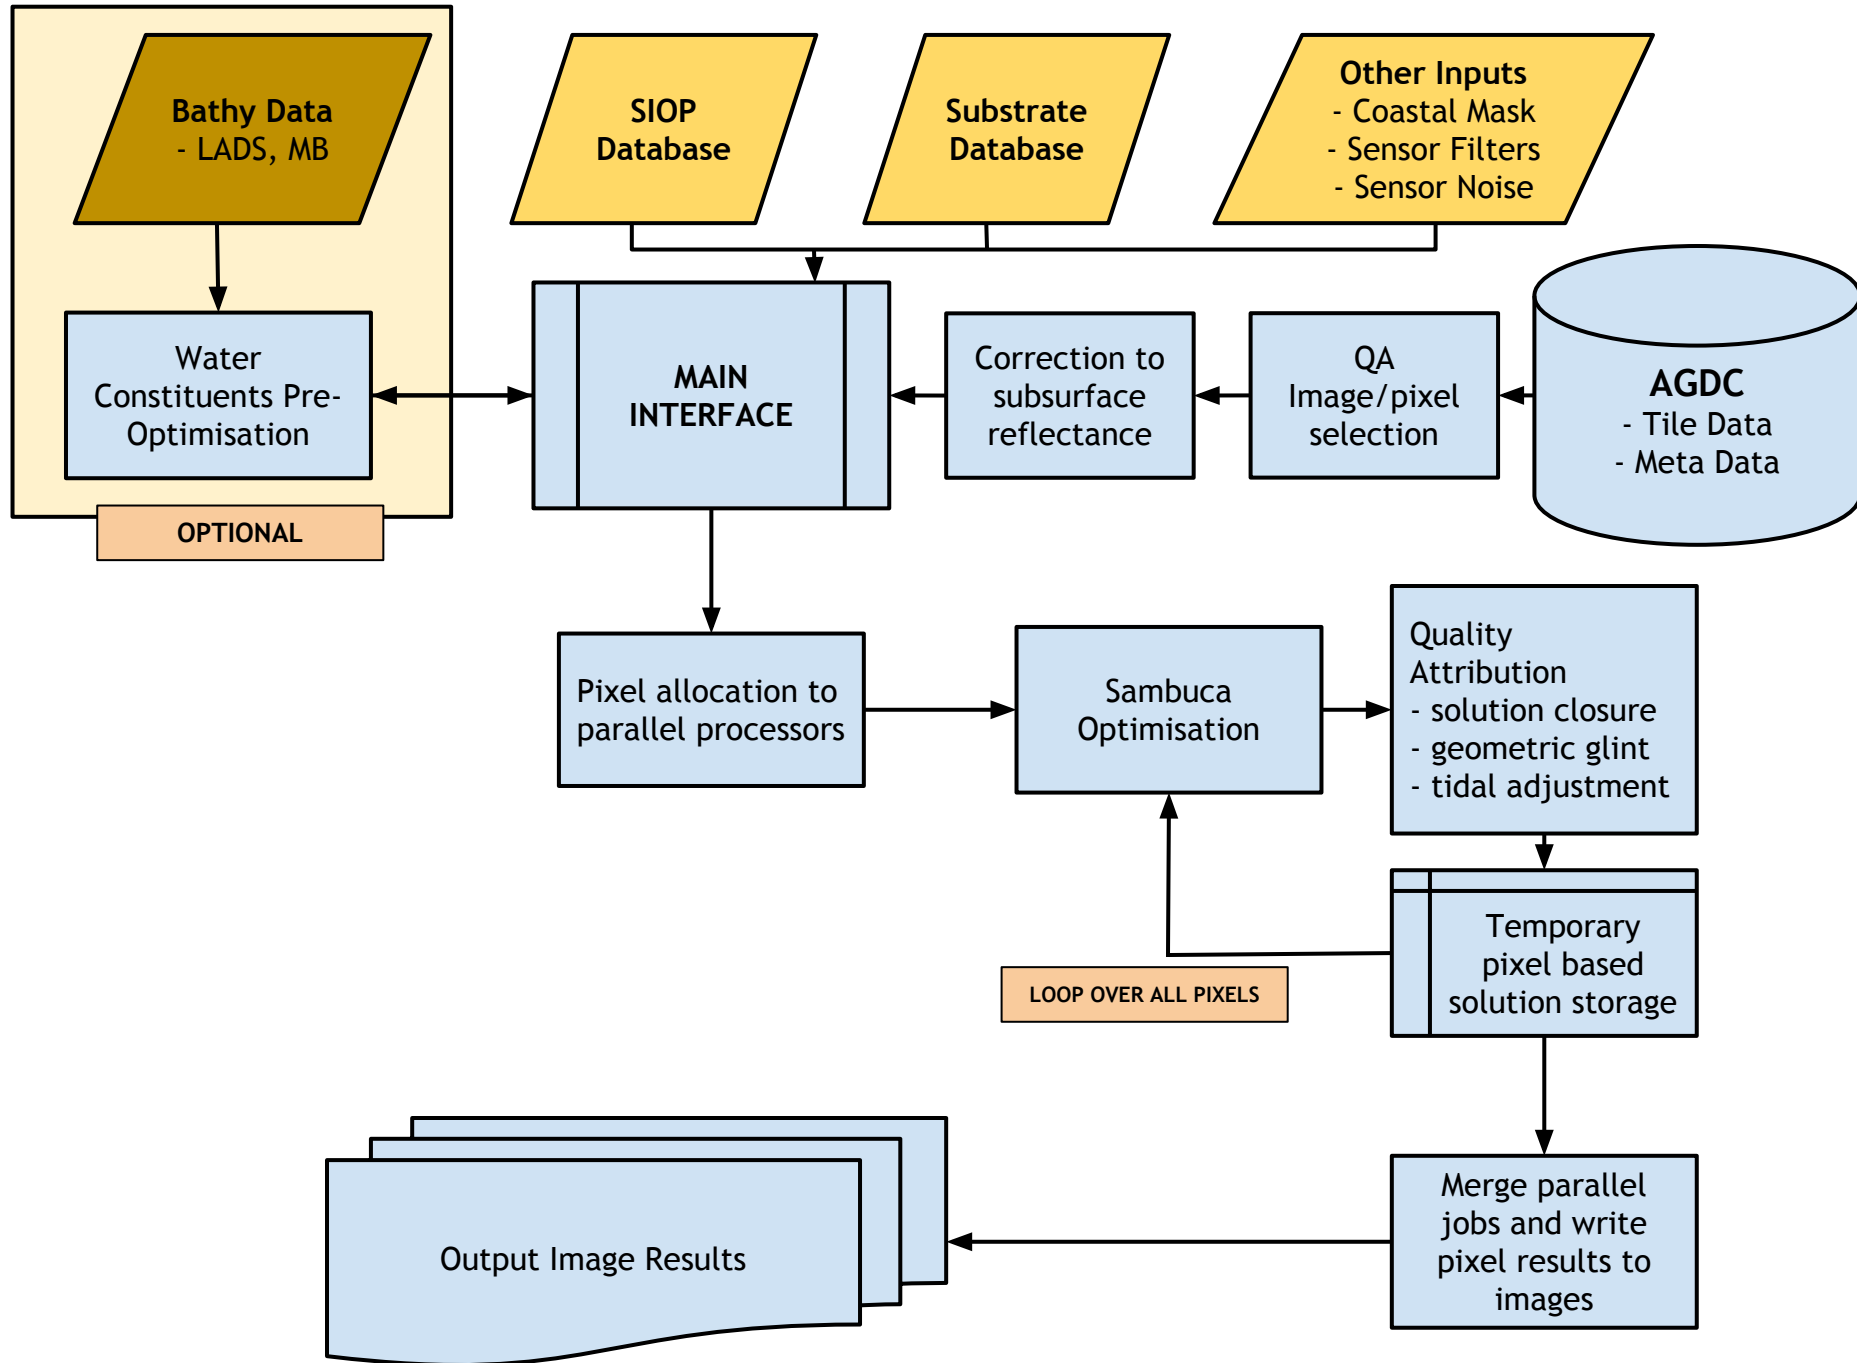 Bathy Data
- LADS, MB
SIOP
Database
Substrate
Database
Other Inputs
- Coastal Mask
- Sensor Filters
- Sensor Noise
Water
Constituents Pre-
Optimisation
OPTIONAL
MAIN
INTERFACE
Correction to
subsurface
reflectance
QA
Image/pixel
selection
AGDC
- Tile Data
- Meta Data
Pixel allocation to
parallel processors
Sambuca
Optimisation
Quality
Attribution
- solution closure
- geometric glint
- tidal adjustment
LOOP OVER ALL PIXELS
Temporary
pixel based
solution storage
Output Image Results
Merge parallel
jobs and write
pixel results to
images